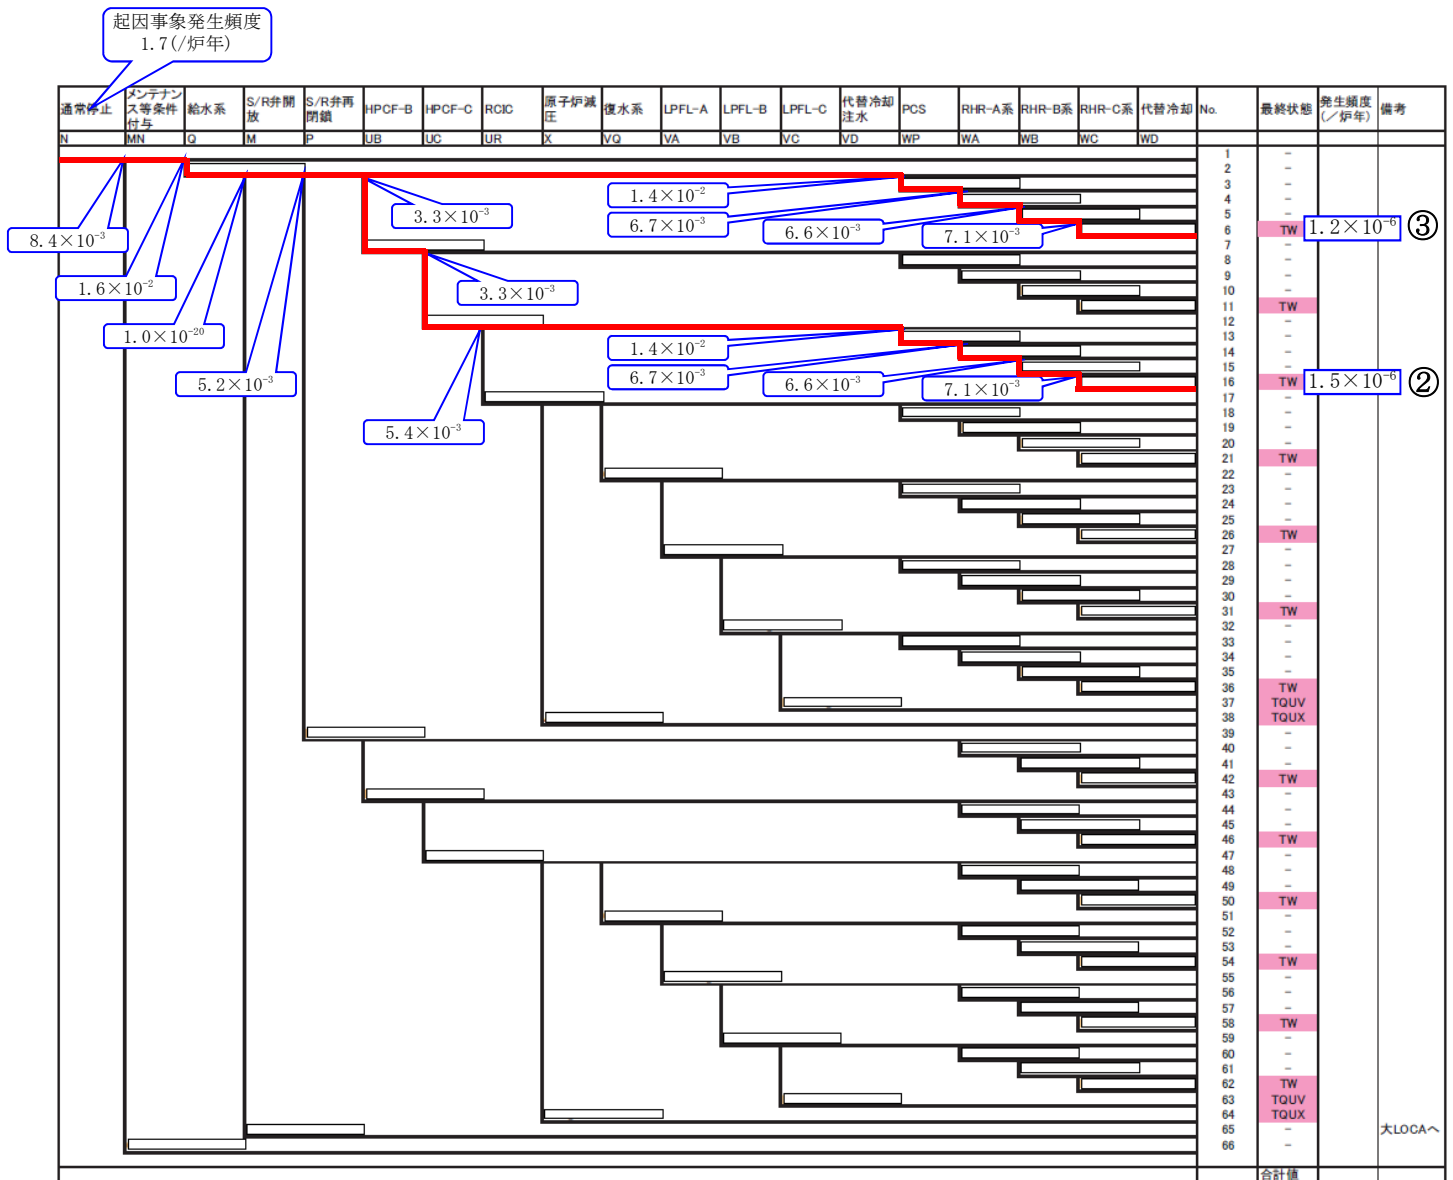 起因事象発生頻度
1.7(/炉年)
通常停止 メンテナンス等条件付与 給水系 S/R弁開放 S/R弁再閉鎖 HPCF-B HPCF-C RCIC 原子炉減圧 復水系 LPFL-A LPFL-B LPFL-C 代替冷却注水 PCS RHR-A系 RHR-B系 RHR-C系 代替冷却 No. 最終状態 発生頻度(／炉年) 備考
N MN Q M P UB UC UR X VQ VA VB VC VD WP WA WB WC WD
1 -
2 -
3 -
4 -
5 -
6 TW 1.2×10⁻⁶ ③
7 -
8 -
9 -
10 -
11 TW
12 -
13 -
14 -
15 -
16 TW 1.5×10⁻⁶ ②
17 -
18 -
19 -
20 -
21 TW
22 -
23 -
24 -
25 -
26 TW
27 -
28 -
29 -
30 -
31 TW
32 -
33 -
34 -
35 -
36 TW
37 TQUV
38 TQUX
39 -
40 -
41 -
42 TW
43 -
44 -
45 -
46 TW
47 -
48 -
49 -
50 TW
51 -
52 -
53 -
54 TW
55 -
56 -
57 -
58 TW
59 -
60 -
61 -
62 TW
63 TQUV
64 TQUX
65 - 大LOCAへ
66 -
合計値
8.4×10⁻³
1.6×10⁻²
1.0×10⁻²⁰
5.2×10⁻³
3.3×10⁻³
3.3×10⁻³
5.4×10⁻³
1.4×10⁻²
6.7×10⁻³
6.6×10⁻³
7.1×10⁻³
1.4×10⁻²
6.7×10⁻³
6.6×10⁻³
7.1×10⁻³